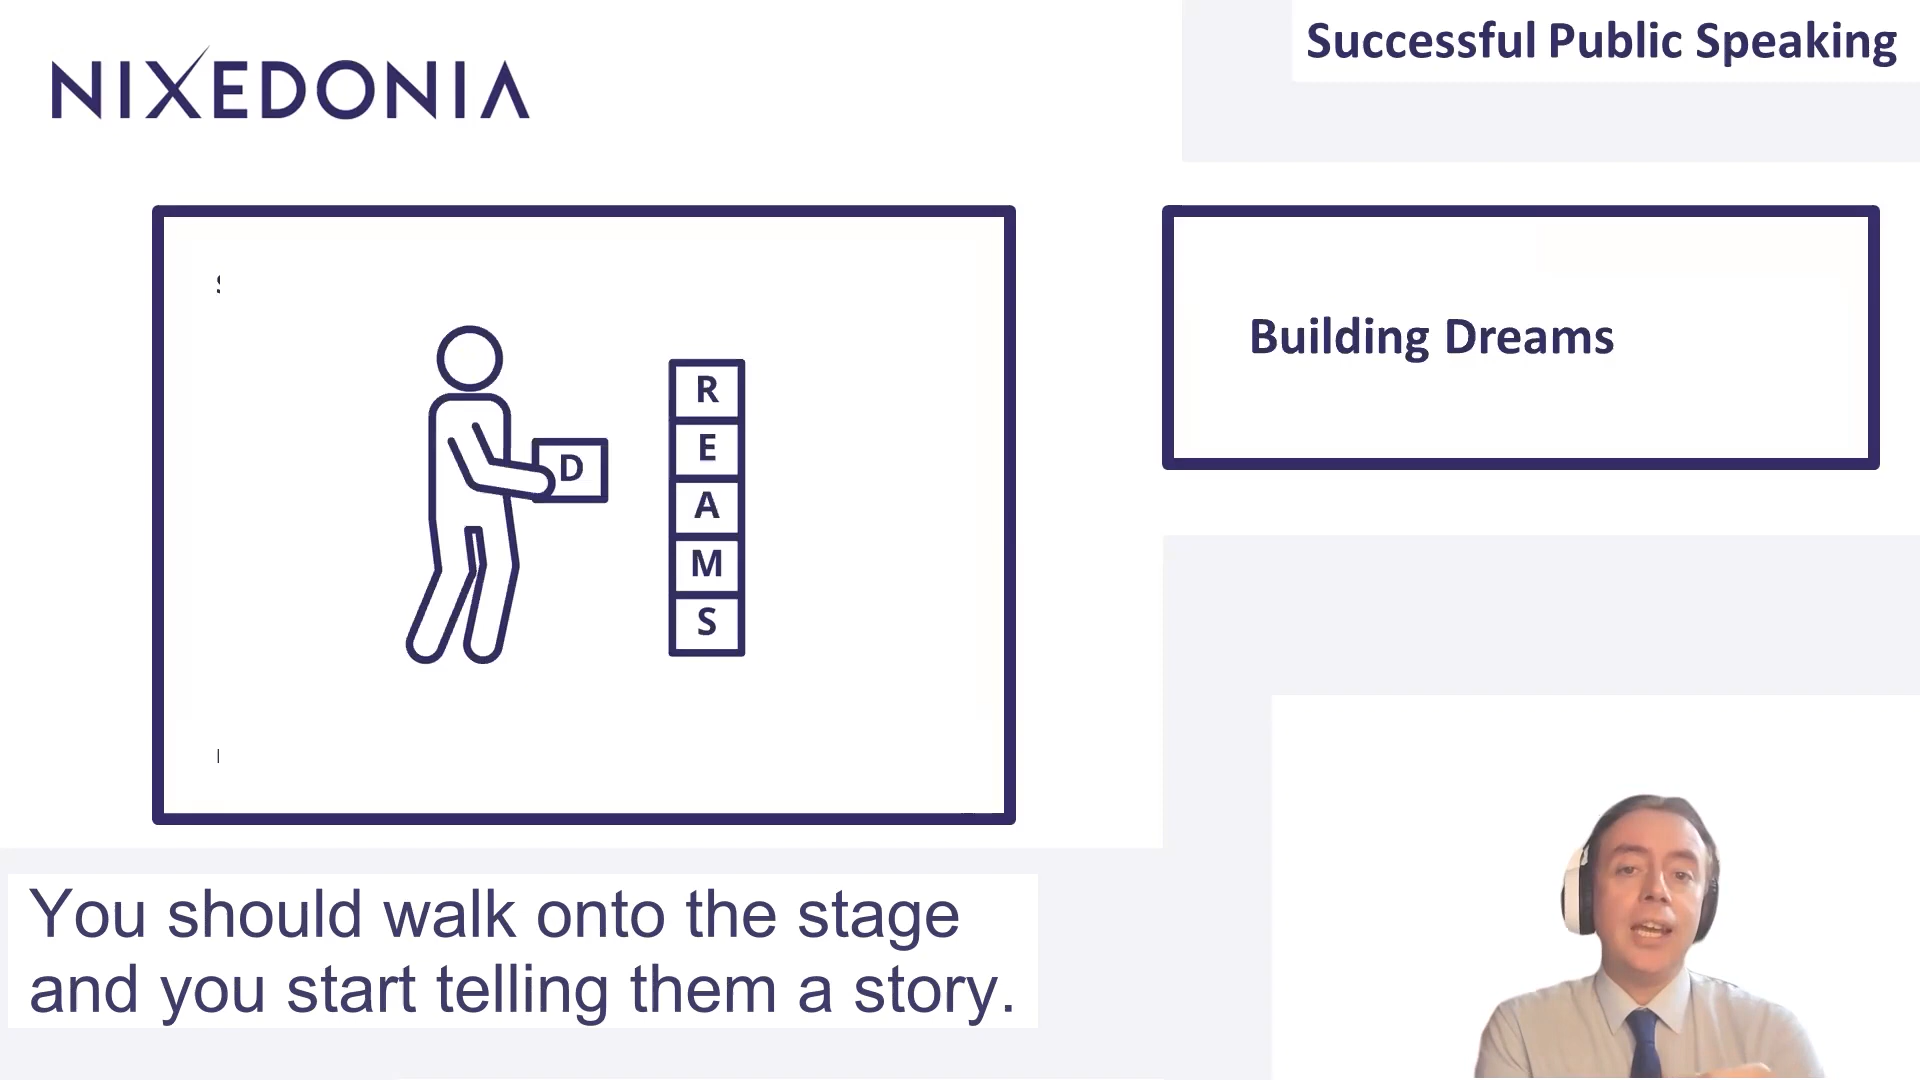 NIXEDONIA
Successful Public Speaking
D
R
E
A
M
S
Building Dreams
You should walk onto the stage
and you start telling them a story.